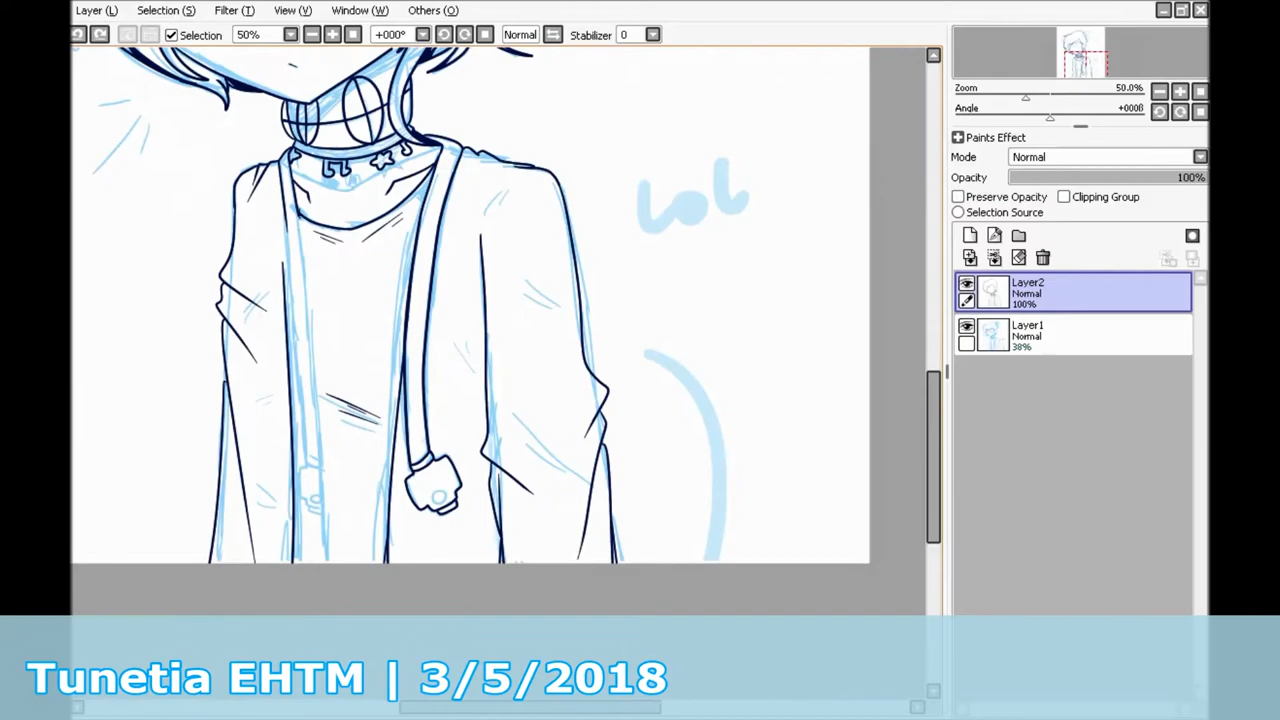 Layer (L) Selection (S) Filter (T) View (V) Window (W) Others (O)
Selection 50% +000° Normal Stabilizer 0
Zoom 50.0%
Angle +000β
Paints Effect
Mode Normal
Opacity 100%
Preserve Opacity Clipping Group
Selection Source
Layer2
Normal
100%
Layer1
Normal
38%
LOL
Tunetia EHTM | 3/5/2018